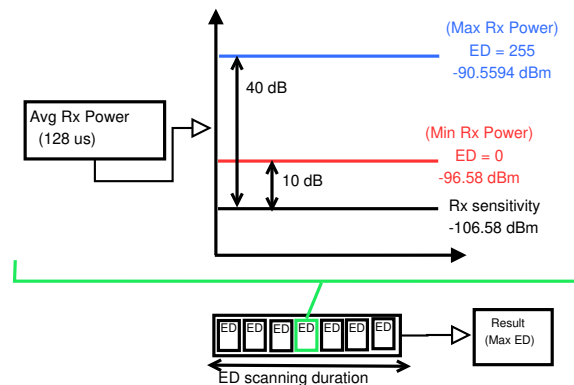 (Max Rx Power)
ED = 255
-90.5594 dBm
40 dB
Avg Rx Power
(128 us)
(Min Rx Power)
ED = 0
-96.58 dBm
10 dB
Rx sensitivity
-106.58 dBm
ED ED ED ED ED ED ED
Result
(Max ED)
ED scanning duration